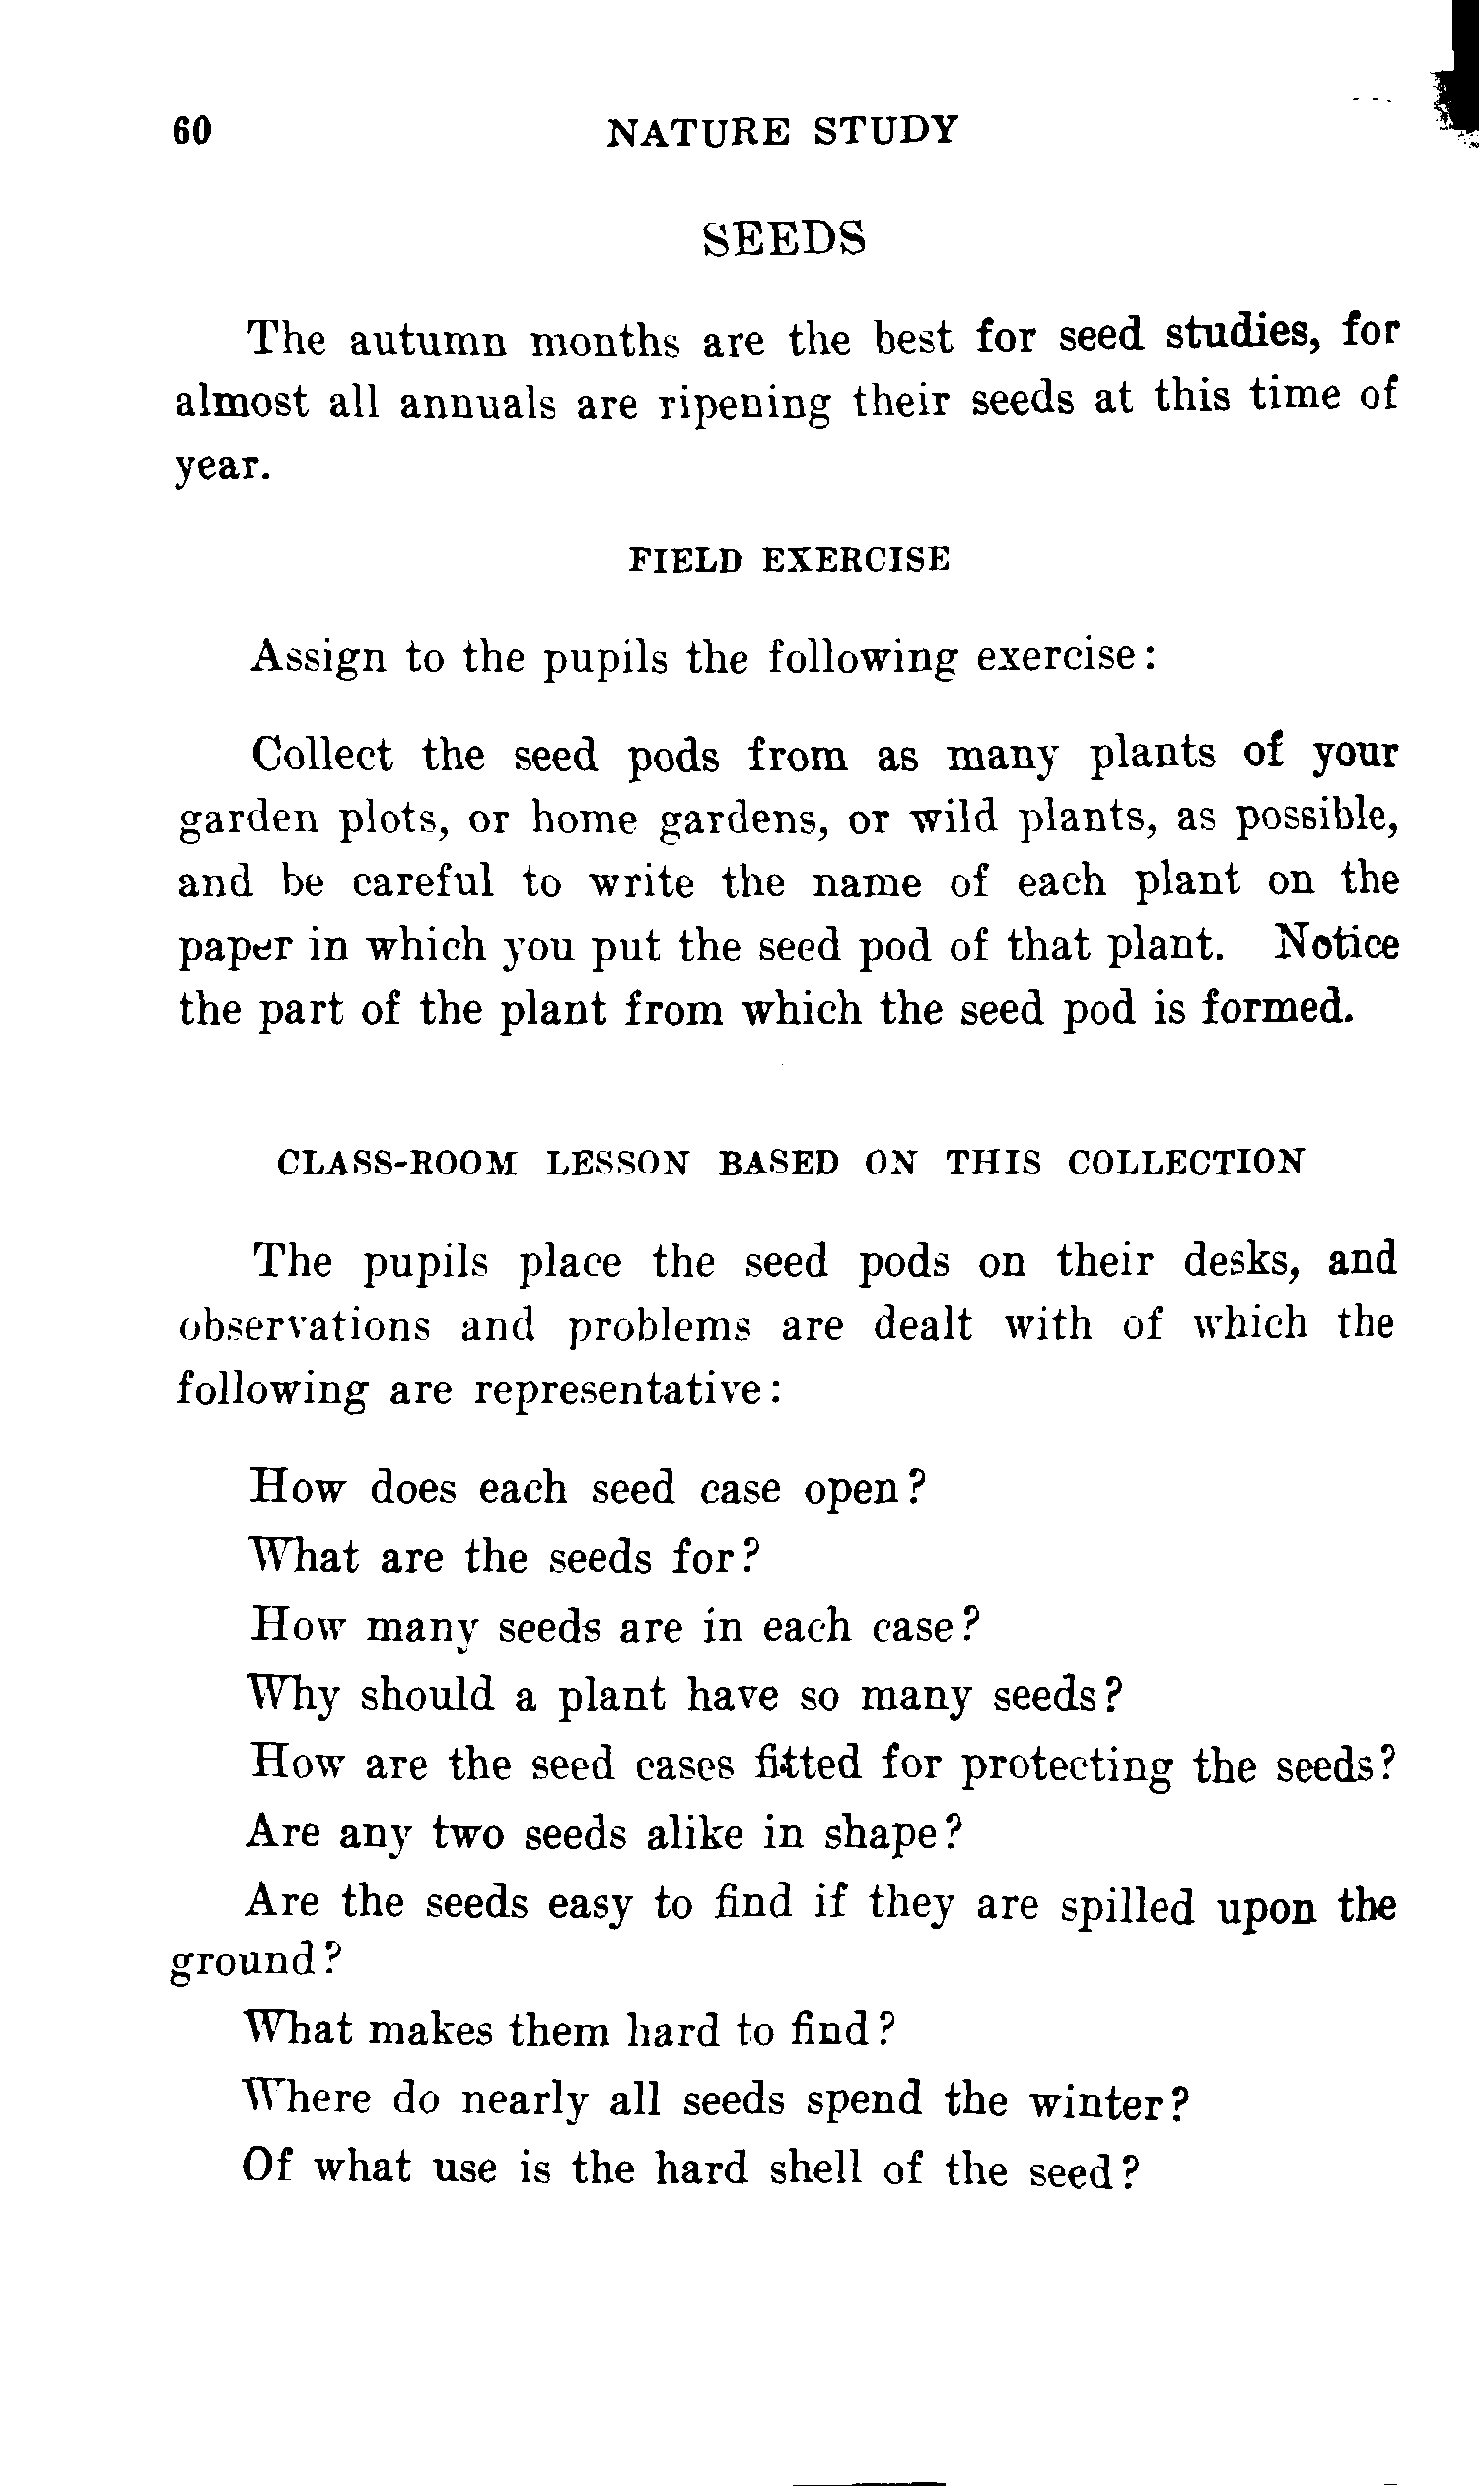 60 NATURE STUDY
SEEDS
The autumn months are the best for seed studies, for
almost all annuals are ripening their seeds at this time of
year.
FIELD EXERCISE
Assign to the pupils the following exercise:
Collect the seed pods from as many plants of your
garden plots, or home gardens, or wild plants, as possible,
and be careful to write the name of each plant on the
paper in which you put the seed pod of that plant. Notice
the part of the plant from which the seed pod is formed.
CLASS-ROOM LESSON BASED ON THIS COLLECTION
The pupils place the seed pods on their desks, and
observations and problems are dealt with of which the
following are representative:
How does each seed case open?
What are the seeds for?
How many seeds are in each case?
Why should a plant have so many seeds?
How are the seed cases fitted for protecting the seeds?
Are any two seeds alike in shape?
Are the seeds easy to find if they are spilled upon the
ground?
What makes them hard to find?
Where do nearly all seeds spend the winter?
Of what use is the hard shell of the seed?